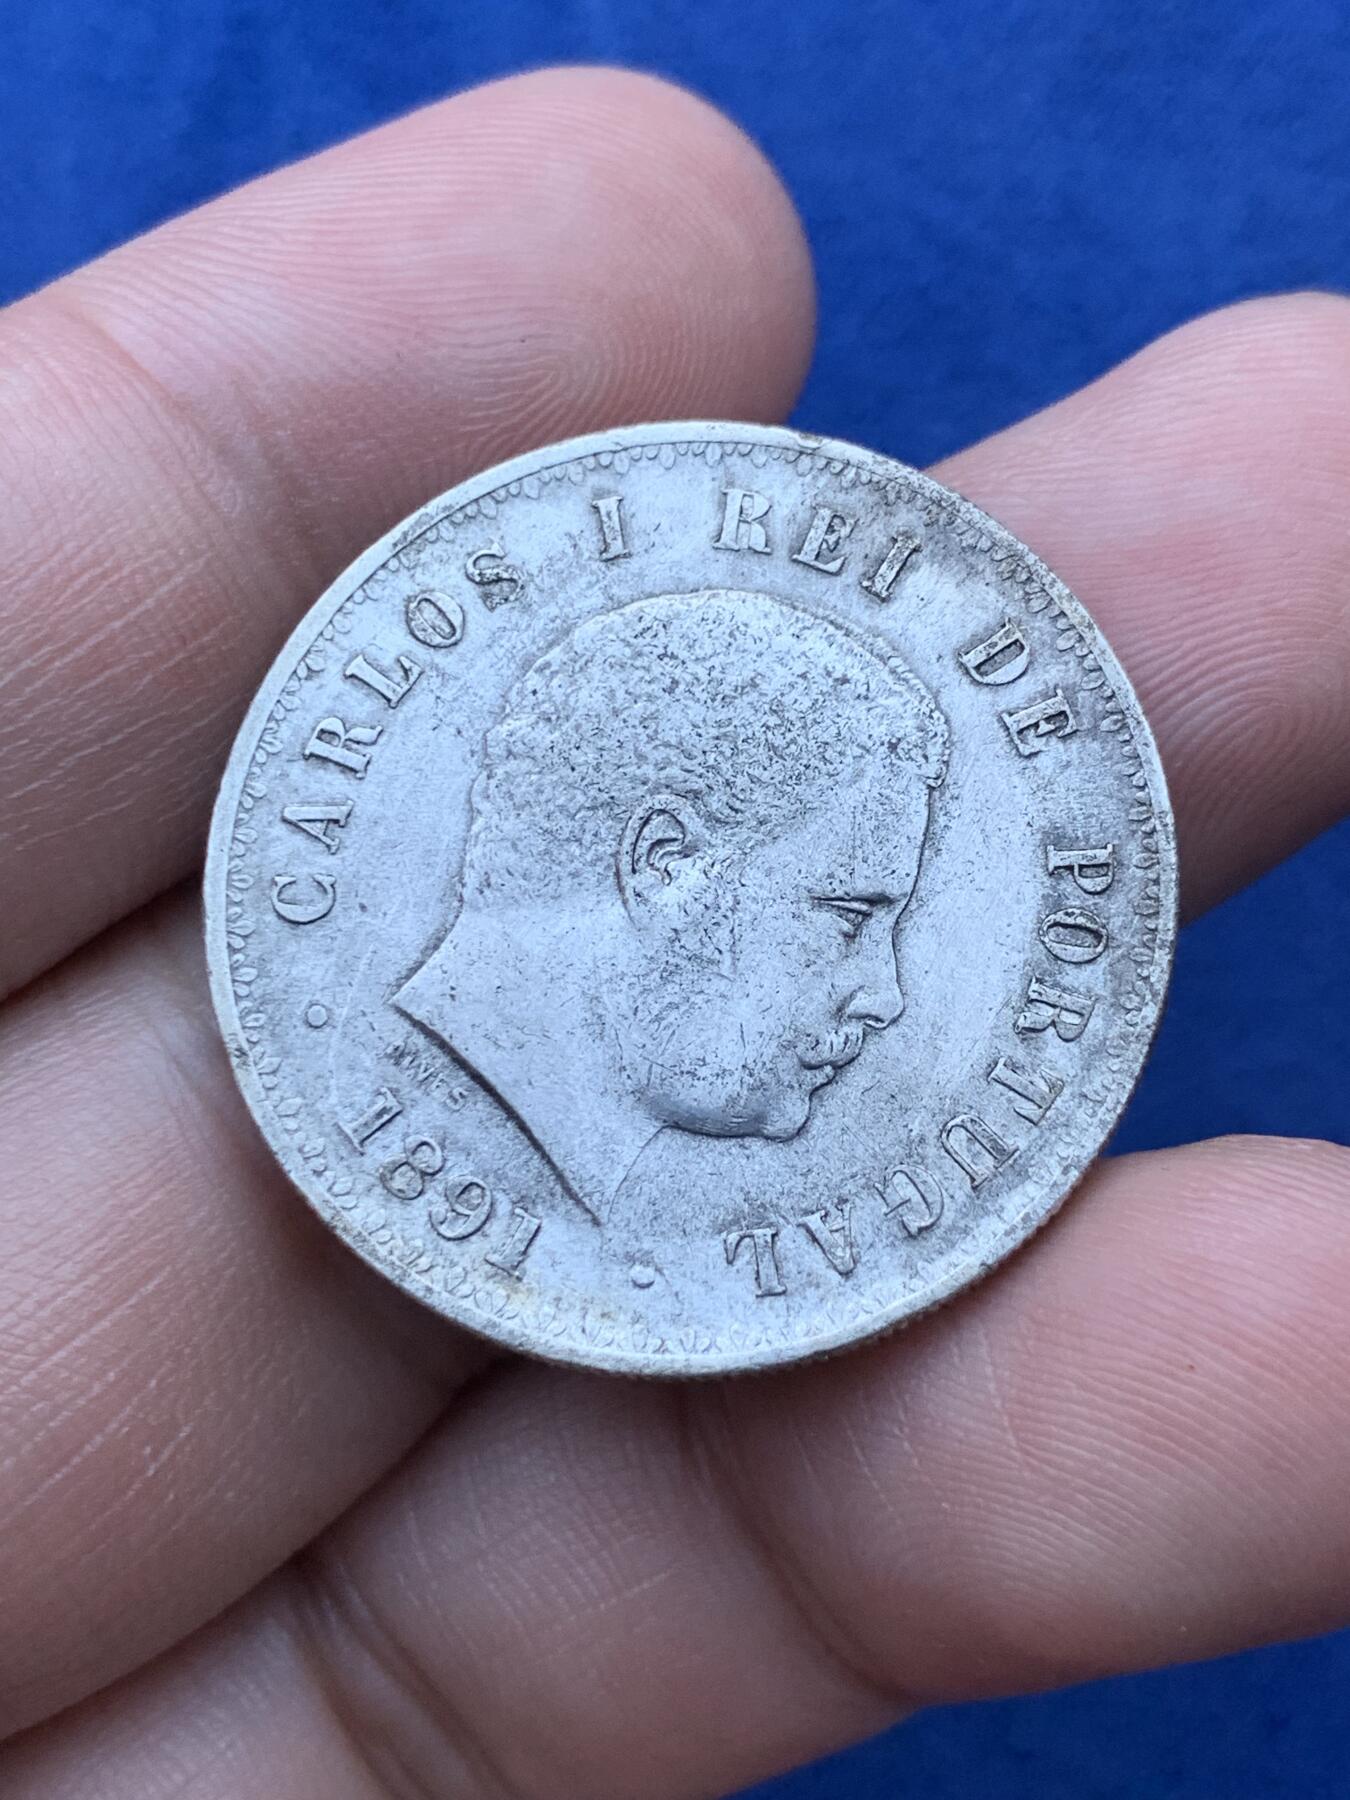 CARLOS I REI DE PORTUGAL
1891